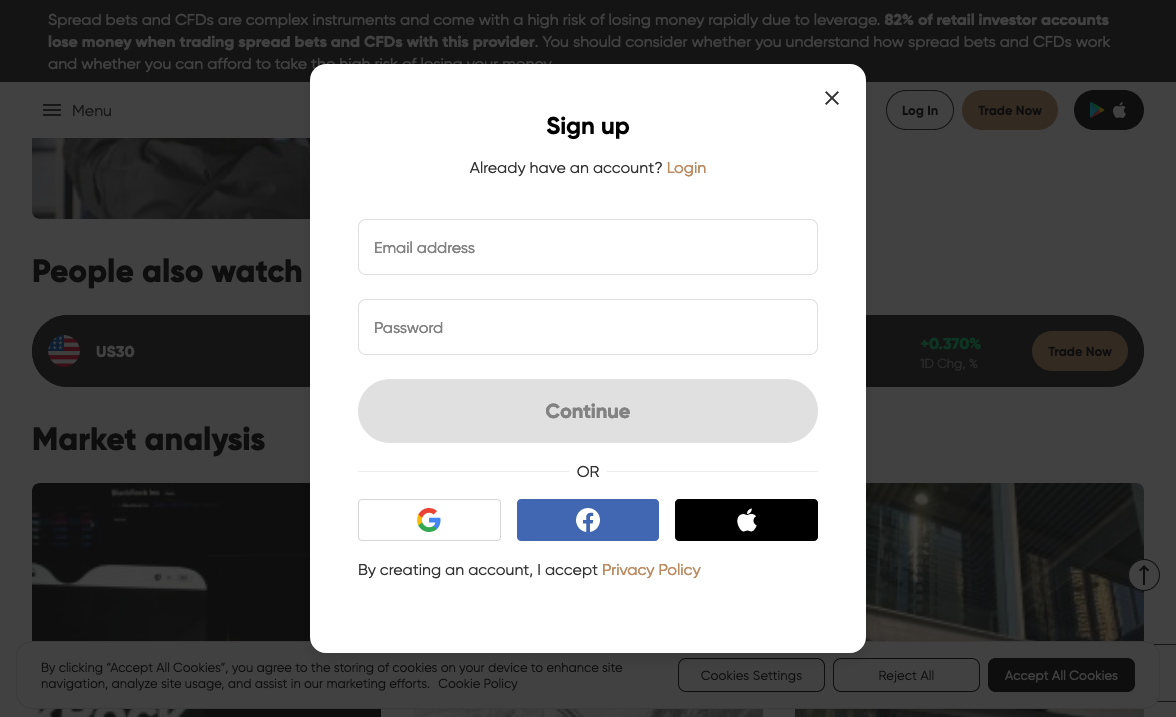 Spread bets and CFDs are complex instruments and come with a high risk of losing money rapidly due to leverage. 82% of retail investor accounts
lose money when trading spread bets and CFDs with this provider. You should consider whether you understand how spread bets and CFDs work
and whether you can afford to take the high risk of losing your money.
Menu
Log In
Trade Now
Sign up
Already have an account? Login
Email address
Password
Continue
OR
By creating an account, I accept Privacy Policy
People also watch
US30
+0.370%
1D Chg, %
Trade Now
Market analysis
By clicking “Accept All Cookies”, you agree to the storing of cookies on your device to enhance site
navigation, analyze site usage, and assist in our marketing efforts. Cookie Policy
Cookies Settings
Reject All
Accept All Cookies